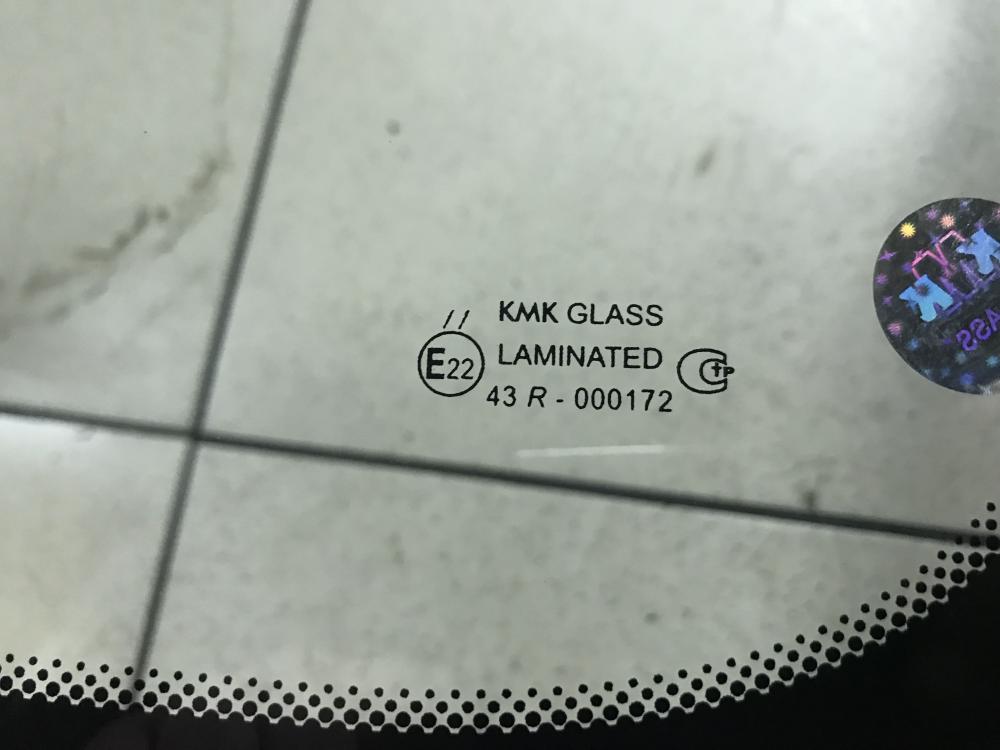 //
KMK GLASS
E22 LAMINATED
43 R - 000172